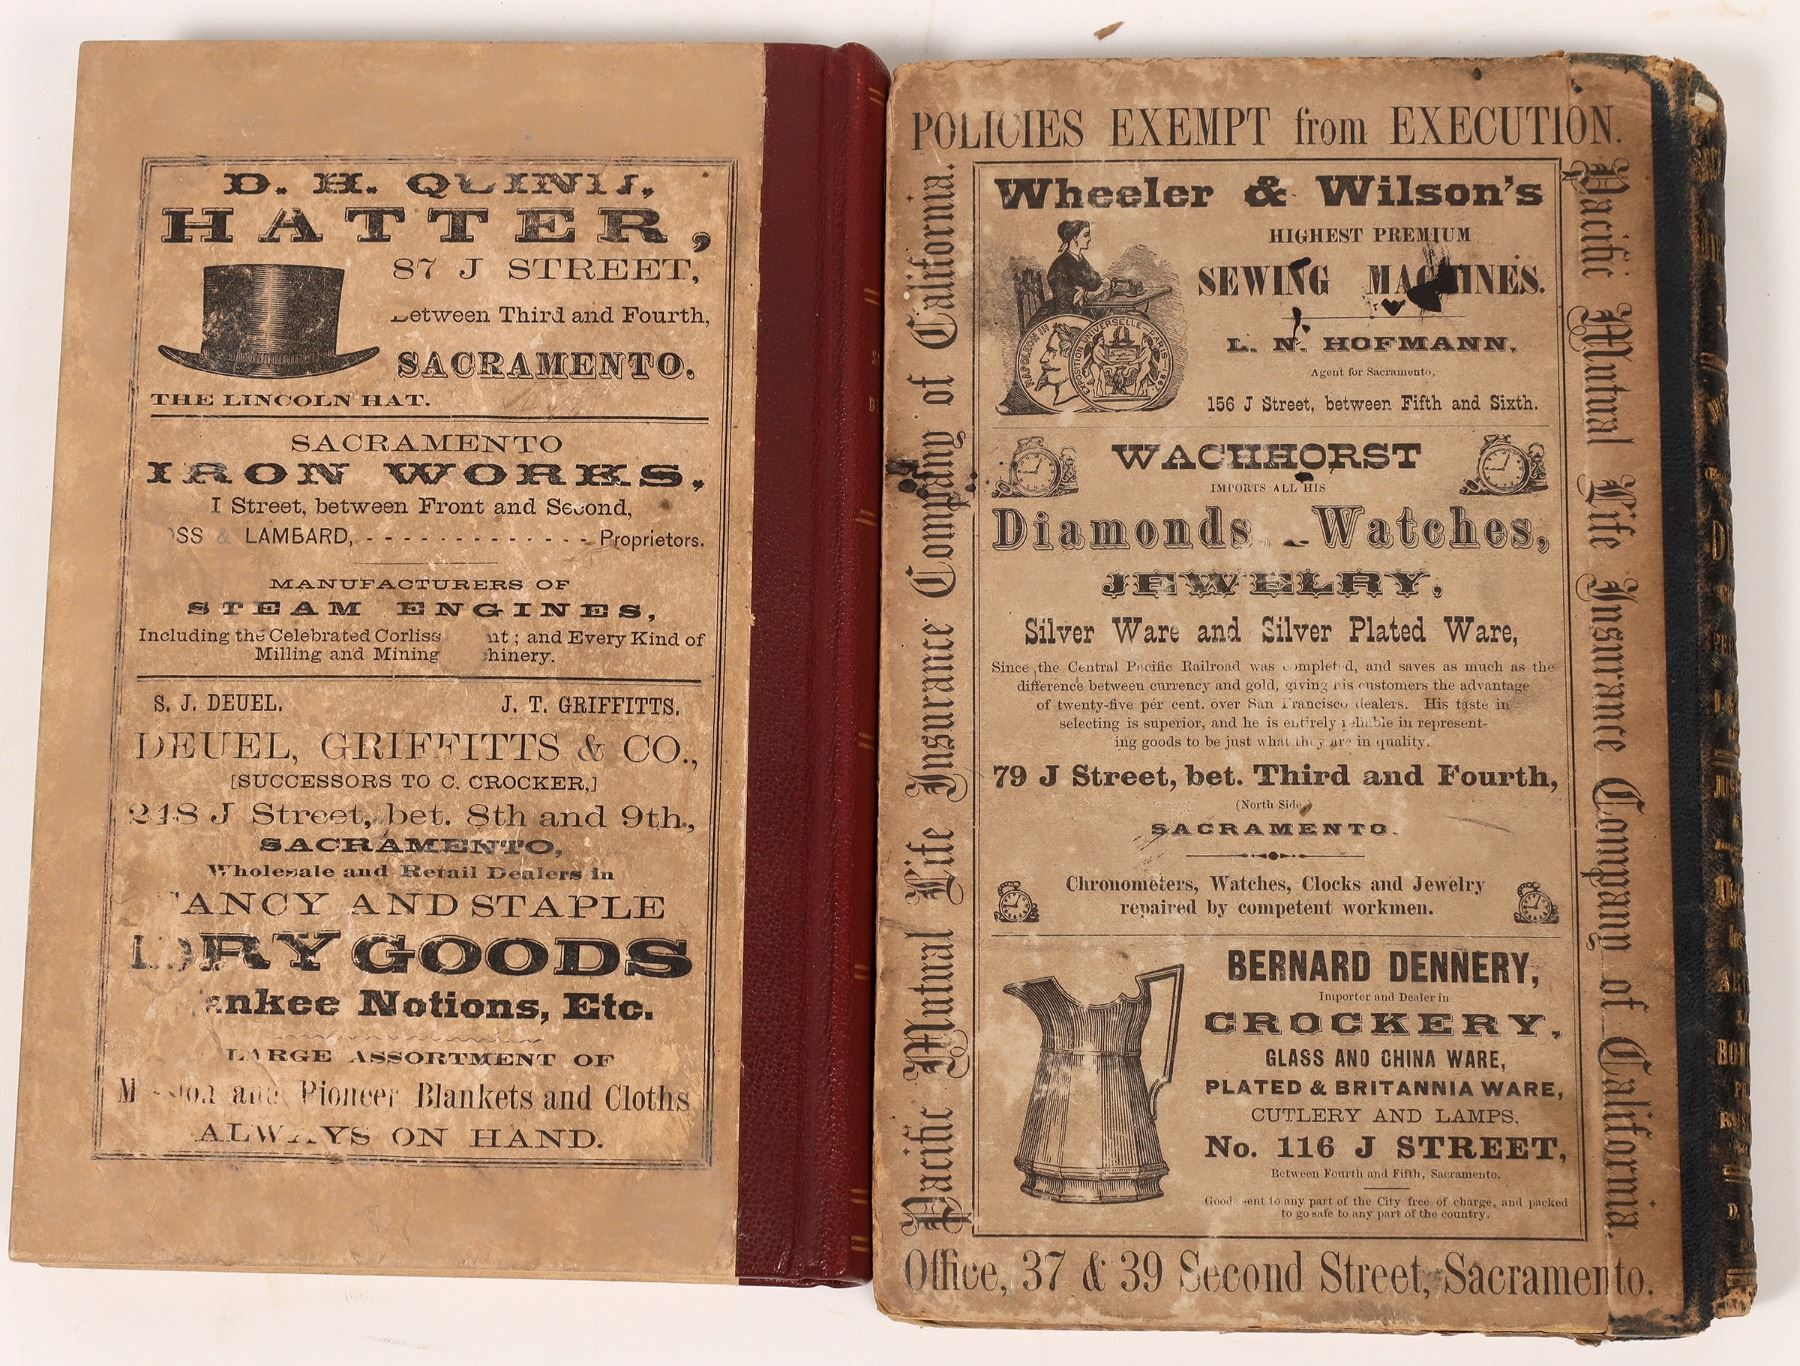 D. H. QUINN,
HATTER,
87 J STREET,
between Third and Fourth,
SACRAMENTO.
THE LINCOLN HAT.
SACRAMENTO
IRON WORKS,
I Street, between Front and Second,
& LAMBARD, - - - - - - - - - - - - - Proprietors.
MANUFACTURERS OF
STEAM ENGINES,
Including the Celebrated Corliss ; and Every Kind of
Milling and Mining
S. J. DEUEL. J. T. GRIFFITTS.
DEUEL, GRIFFITTS & CO.,
[SUCCESSORS TO C. CROCKER,]
248 J Street, bet. 8th and 9th,
SACRAMENTO,
Wholesale and Retail Dealers in
FANCY AND STAPLE
DRY GOODS
Yankee Notions, Etc.
LARGE ASSORTMENT OF
Mission and Pioneer Blankets and Cloths
ALWAYS ON HAND.
POLICIES EXEMPT from EXECUTION.
Pacific Mutual Life Insurance Company of California.
Wheeler & Wilson's
HIGHEST PREMIUM
SEWING MACHINES.
NAPOLEON III
EXPOSITION UNIVERSELLE-PARIS-1867
L. N. HOFMANN,
Agent for Sacramento,
156 J Street, between Fifth and Sixth.
WACHHORST
IMPORTS ALL HIS
Diamonds Watches,
JEWELRY,
Silver Ware and Silver Plated Ware,
Since the Central Pacific Railroad was completed, and saves as much as the
difference between currency and gold, giving his customers the advantage
of twenty-five per cent. over San Francisco dealers. His taste in
selecting is superior, and he is entirely reliable in represent-
ing goods to be just what they are in quality.
79 J Street, bet. Third and Fourth,
(North Side)
SACRAMENTO.
Chronometers, Watches, Clocks and Jewelry
repaired by competent workmen.
BERNARD DENNERY,
Importer and Dealer in
CROCKERY,
GLASS AND CHINA WARE,
PLATED & BRITANNIA WARE,
CUTLERY AND LAMPS,
No. 116 J STREET,
Between Fourth and Fifth, Sacramento.
Goods sent to any part of the City free of charge, and packed
to go safe to any part of the country.
Pacific Mutual Life Insurance Company of California.
Office, 37 & 39 Second Street, Sacramento.